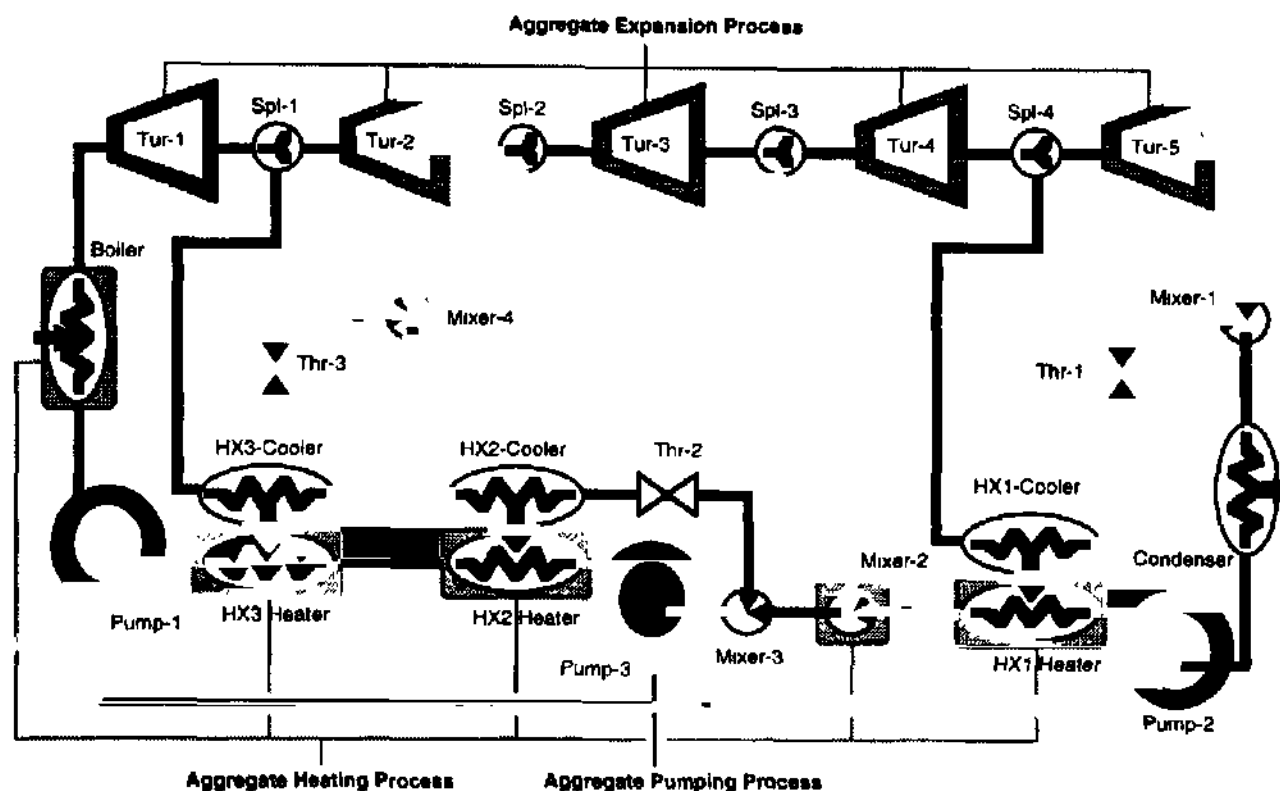 Aggregate Expansion Process
Tur-1
Spl-1
Tur-2
Spl-2
Tur-3
Spl-3
Tur-4
Spl-4
Tur-5
Boiler
Mixer-4
Thr-3
Mixer-1
Thr-1
HX3-Cooler
HX2-Cooler
Thr-2
HX1-Cooler
Mixer-2
Condenser
Pump-1
HX3 Heater
HX2 Heater
Pump-3
Mixer-3
HX1 Heater
Pump-2
Aggregate Heating Process
Aggregate Pumping Process